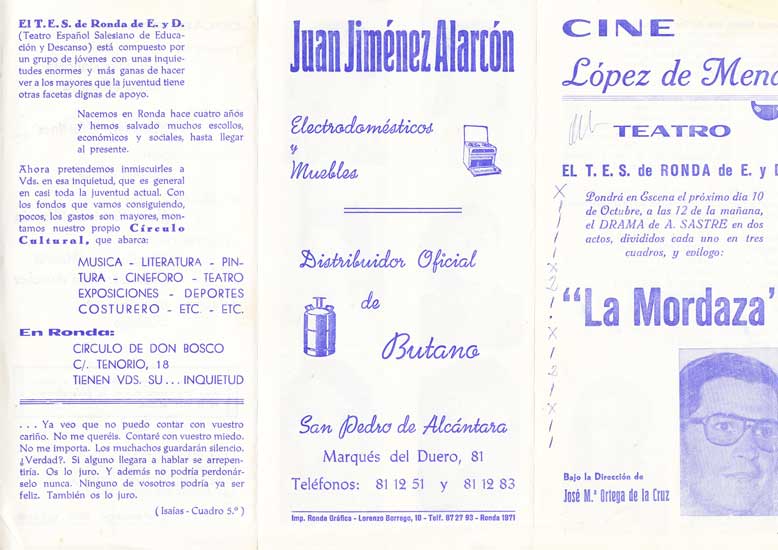 El T.E.S. de Ronda de E. y D.
(Teatro Español Salesiano de Educa-
ción y Descanso) está compuesto por
un grupo de jóvenes con unas inquie-
tudes enormes y más ganas de hacer
ver a los mayores que la juventud tiene
otras facetas dignas de apoyo.
Nacemos en Ronda hace cuatro años
y hemos salvado muchos escollos,
económicos y sociales, hasta llegar
al presente.
Ahora pretendemos inmiscuirles a
Vds. en esa inquietud, que es general
en casi toda la juventud actual. Con
los fondos que vamos consiguiendo,
pocos, los gastos son mayores, mon-
tamos nuestro propio Círculo
Cultural, que abarca:
MUSICA - LITERATURA - PIN-
TURA - CINEFORO - TEATRO
EXPOSICIONES - DEPORTES
COSTURERO - ETC. - ETC.
En Ronda:
CIRCULO DE DON BOSCO
C/. TENORIO, 18
TIENEN VDS. SU... INQUIETUD
... Ya veo que no puedo contar con vuestro
cariño. No me queréis. Contaré con vuestro miedo.
No me importa. Los muchachos guardarán silencio.
¿Verdad?. Si alguno llegara a hablar se arrepen-
tiría. Os lo juro. Y además no podría perdonár-
selo nunca. Ninguno de vosotros podría ya ser
feliz. También os lo juro.
(Isaías - Cuadro 5.º)
Juan Jiménez Alarcón
Electrodomésticos
y
Muebles
Distribuidor Oficial
de
Butano
San Pedro de Alcántara
Marqués del Duero, 81
Teléfonos: 81 12 51 y 81 12 83
Imp. Ronda Gráfica - Lorenzo Borrego, 10 - Telf. 87 27 93 - Ronda 1971
CINE
López de Mend
TEATRO
EL T. E. S. de RONDA de E. y D
Pondrá en Escena el próximo día 10
de Octubre, a las 12 de la mañana,
el DRAMA de A. SASTRE en dos
actos, divididos cada uno en tres
cuadros, y epílogo:
"La Mordaza"
Bajo la Dirección de
José M.ª Ortega de la Cruz
X111X21·X121X11